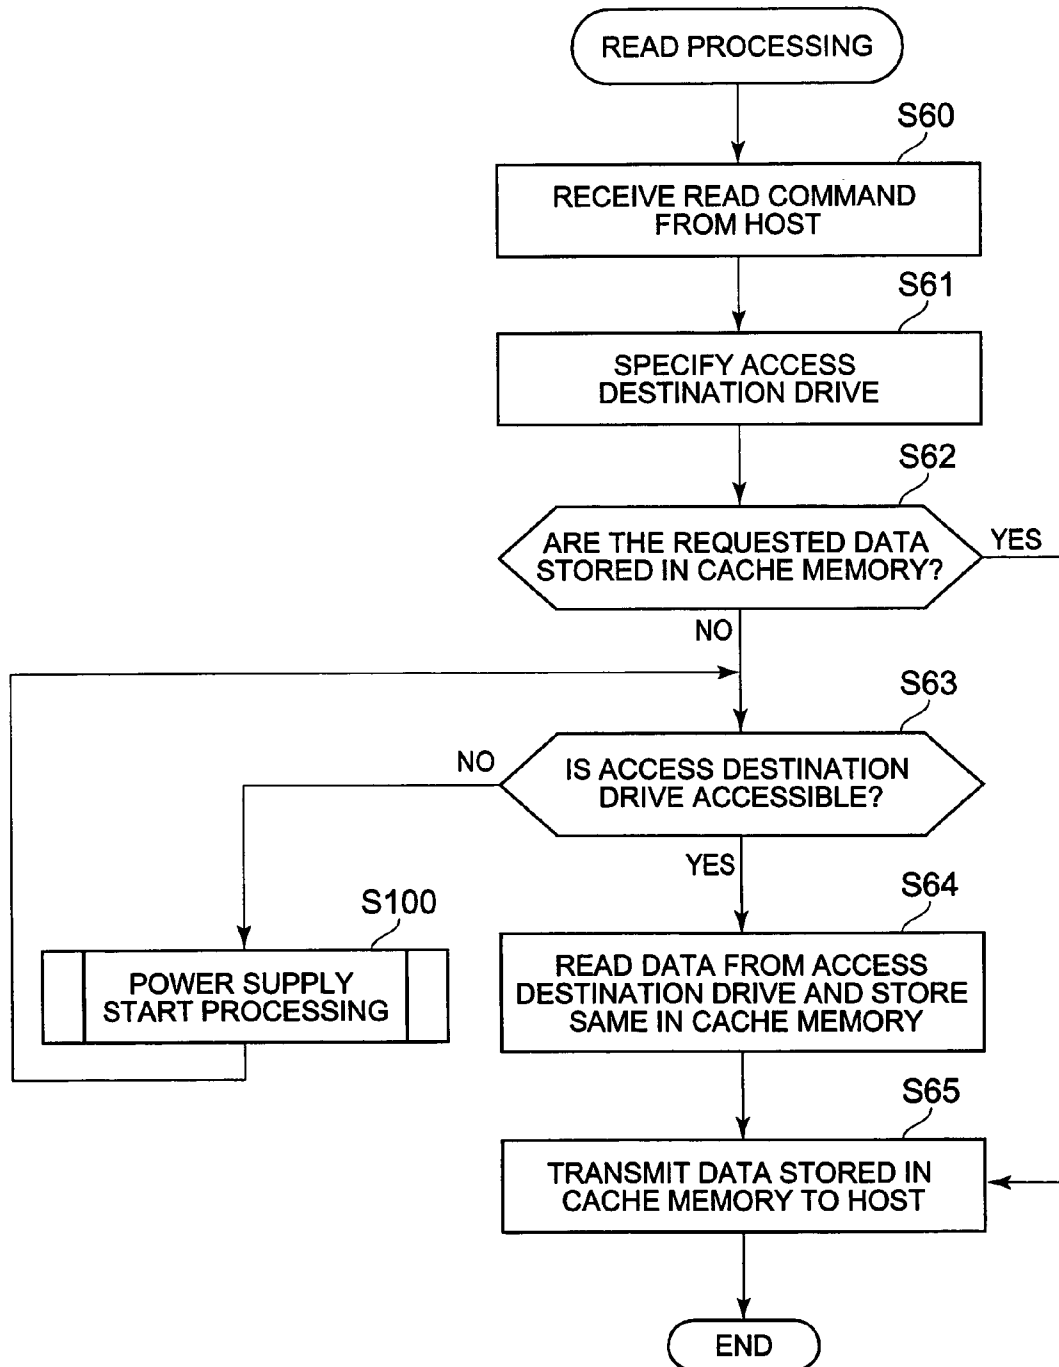 READ PROCESSING
S60
RECEIVE READ COMMAND
FROM HOST
S61
SPECIFY ACCESS
DESTINATION DRIVE
S62
ARE THE REQUESTED DATA
STORED IN CACHE MEMORY?
YES
NO
S63
IS ACCESS DESTINATION
DRIVE ACCESSIBLE?
NO
YES
S100
POWER SUPPLY
START PROCESSING
S64
READ DATA FROM ACCESS
DESTINATION DRIVE AND STORE
SAME IN CACHE MEMORY
S65
TRANSMIT DATA STORED IN
CACHE MEMORY TO HOST
END